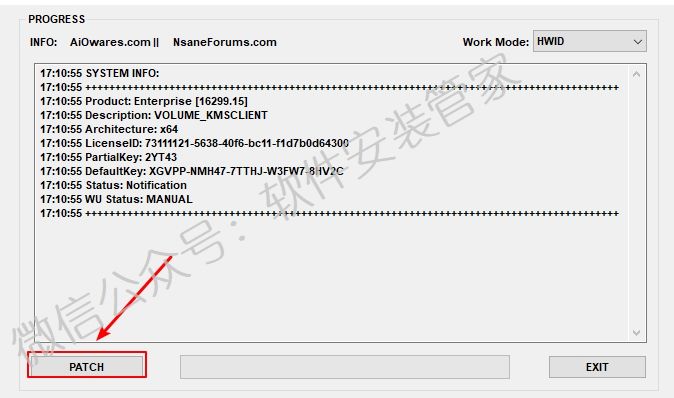 PROGRESS
INFO: AiOwares.com || NsaneForums.com Work Mode: HWID
17:10:55 SYSTEM INFO:
17:10:55 ++++++++++++++++++++++++++++++++++++++++++++++++++++++++++++++++++++++++++++++++++++++++
17:10:55 Product: Enterprise [16299.15]
17:10:55 Description: VOLUME_KMSCLIENT
17:10:55 Architecture: x64
17:10:55 LicenseID: 73111121-5638-40f6-bc11-f1d7b0d64300
17:10:55 PartialKey: 2YT43
17:10:55 DefaultKey: XGVPP-NMH47-7TTHJ-W3FW7-8HV2C
17:10:55 Status: Notification
17:10:55 WU Status: MANUAL
17:10:55 ++++++++++++++++++++++++++++++++++++++++++++++++++++++++++++++++++++++++++++++++++++++++
微信公众号：软件安装管家
PATCH EXIT